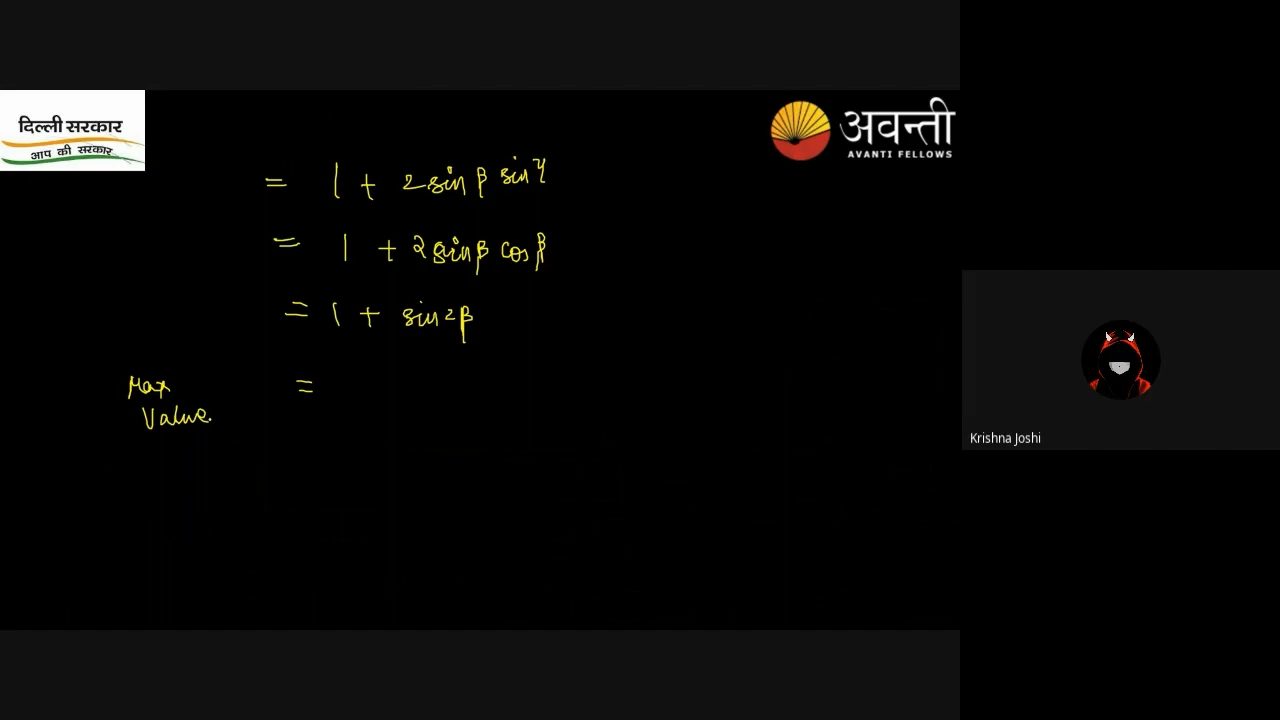 दिल्ली सरकार
आप की सरकार
अवन्ती
AVANTI FELLOWS
= 1 + 2 sin β sin γ
= 1 + 2 sin β cos β
= 1 + sin 2β
Max =
Value.
Krishna Joshi